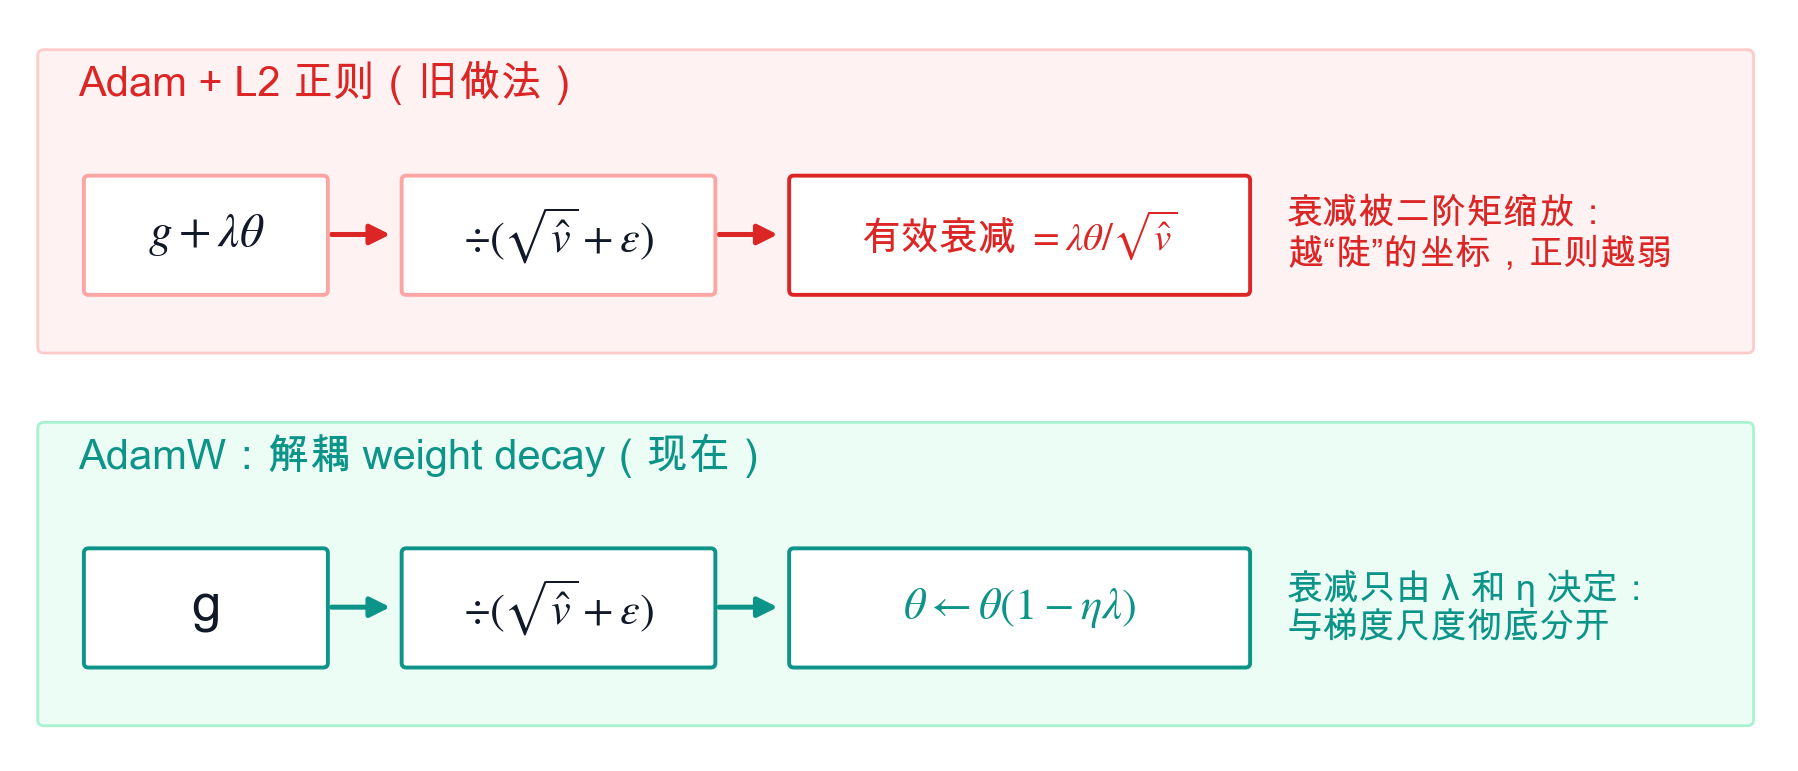 Adam + L2 正则（旧做法）
g + λθ
÷(√v̂ + ε)
有效衰减 = λθ/√v̂
衰减被二阶矩缩放：
越“陡”的坐标，正则越弱
AdamW：解耦 weight decay（现在）
g
÷(√v̂ + ε)
θ ← θ(1 − ηλ)
衰减只由 λ 和 η 决定：
与梯度尺度彻底分开